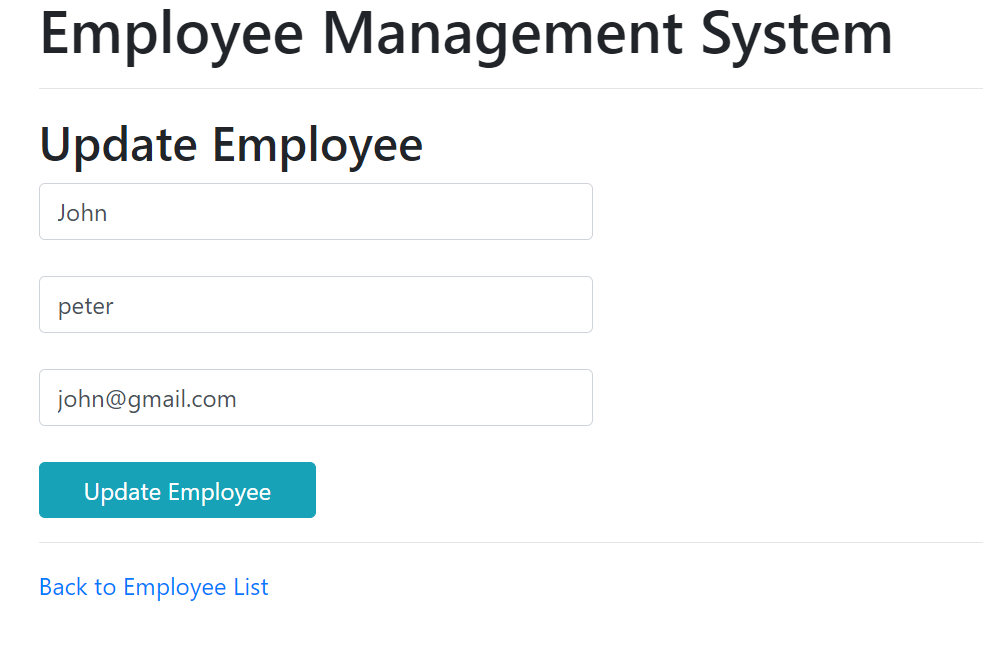 Employee Management System
Update Employee
John
peter
john@gmail.com
Update Employee
Back to Employee List